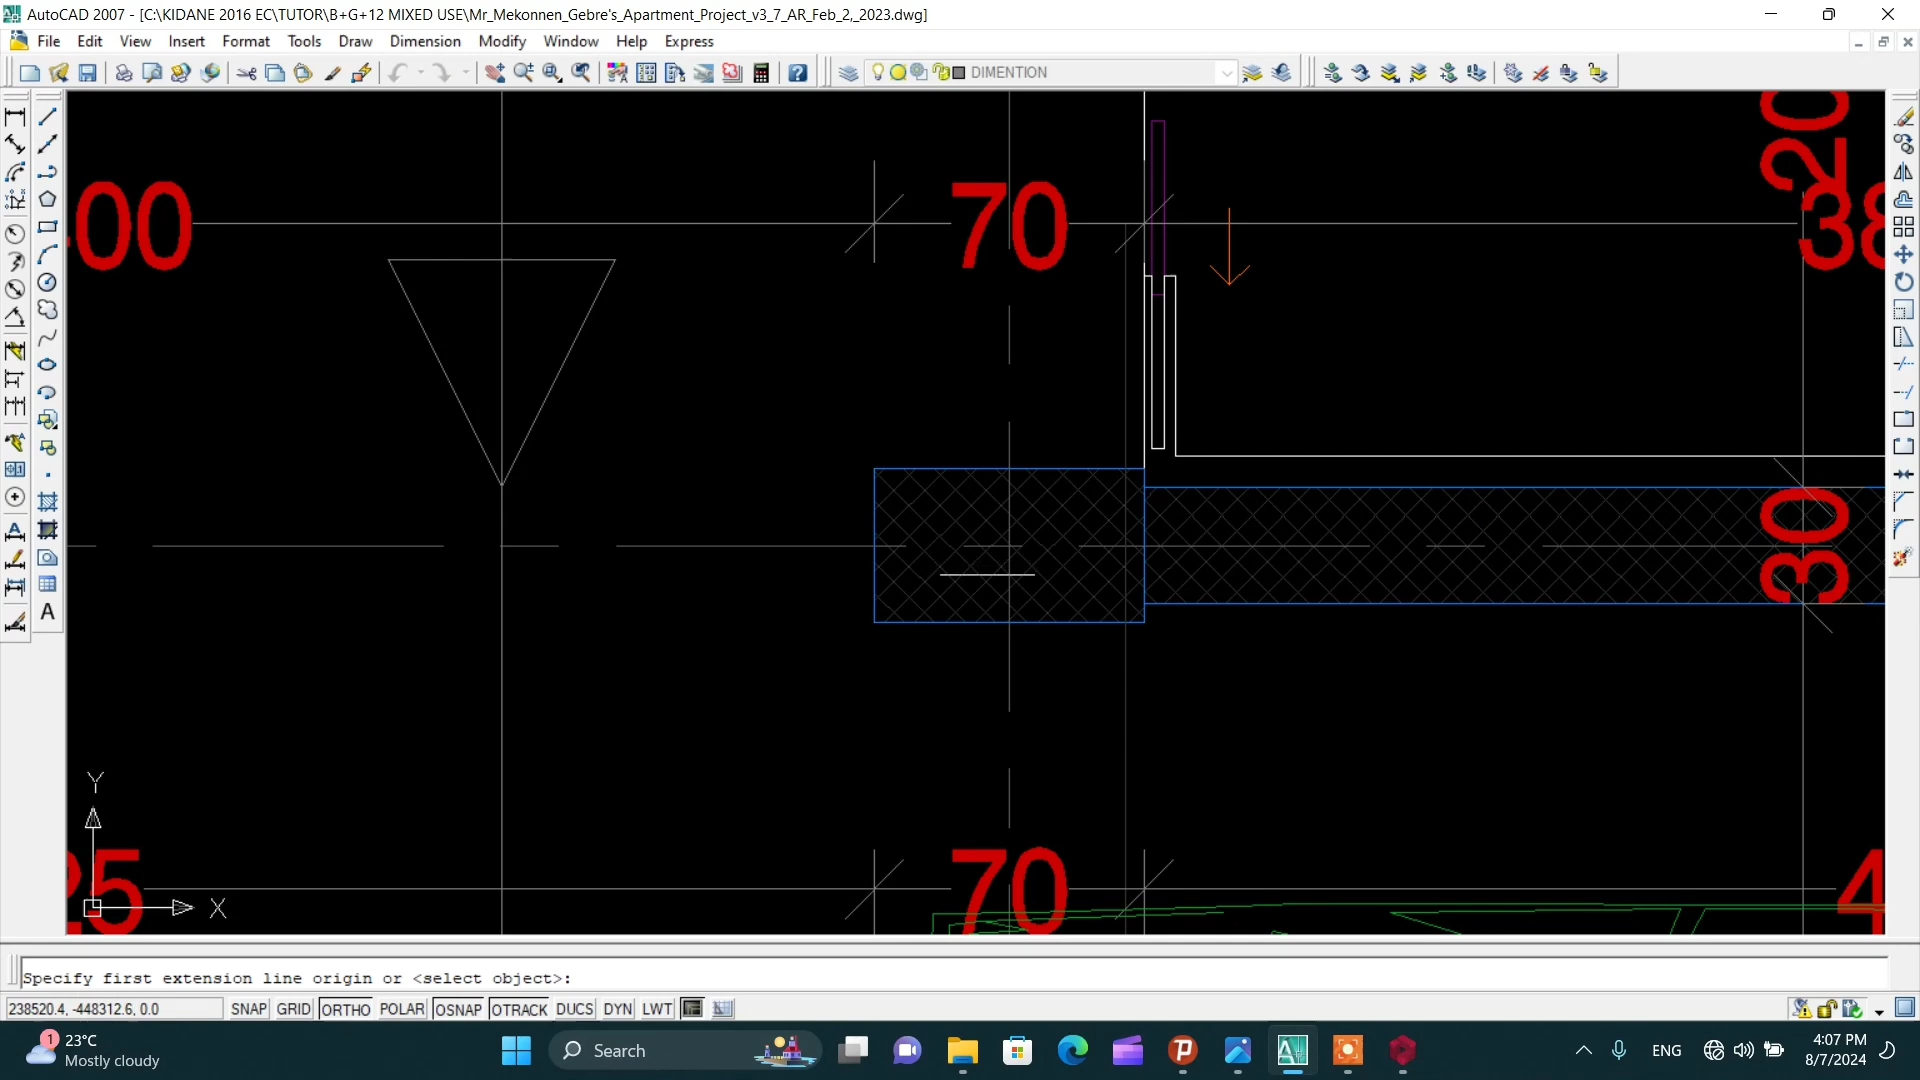 AutoCAD 2007 - [C:\KIDANE 2016 EC\TUTOR\B+G+12 MIXED USE\Mr_Mekonnen_Gebre's_Apartment_Project_v3_7_AR_Feb_2,_2023.dwg]
File Edit View Insert Format Tools Draw Dimension Modify Window Help Express
DIMENTION
00 70 20
38
30
Y
25 X 70 4
A
Specify first extension line origin or <select object>:
238520.4, -448312.6, 0.0 SNAP GRID ORTHO POLAR OSNAP OTRACK DUCS DYN LWT
1 23°C
Mostly cloudy
Search
ENG
4:07 PM
8/7/2024